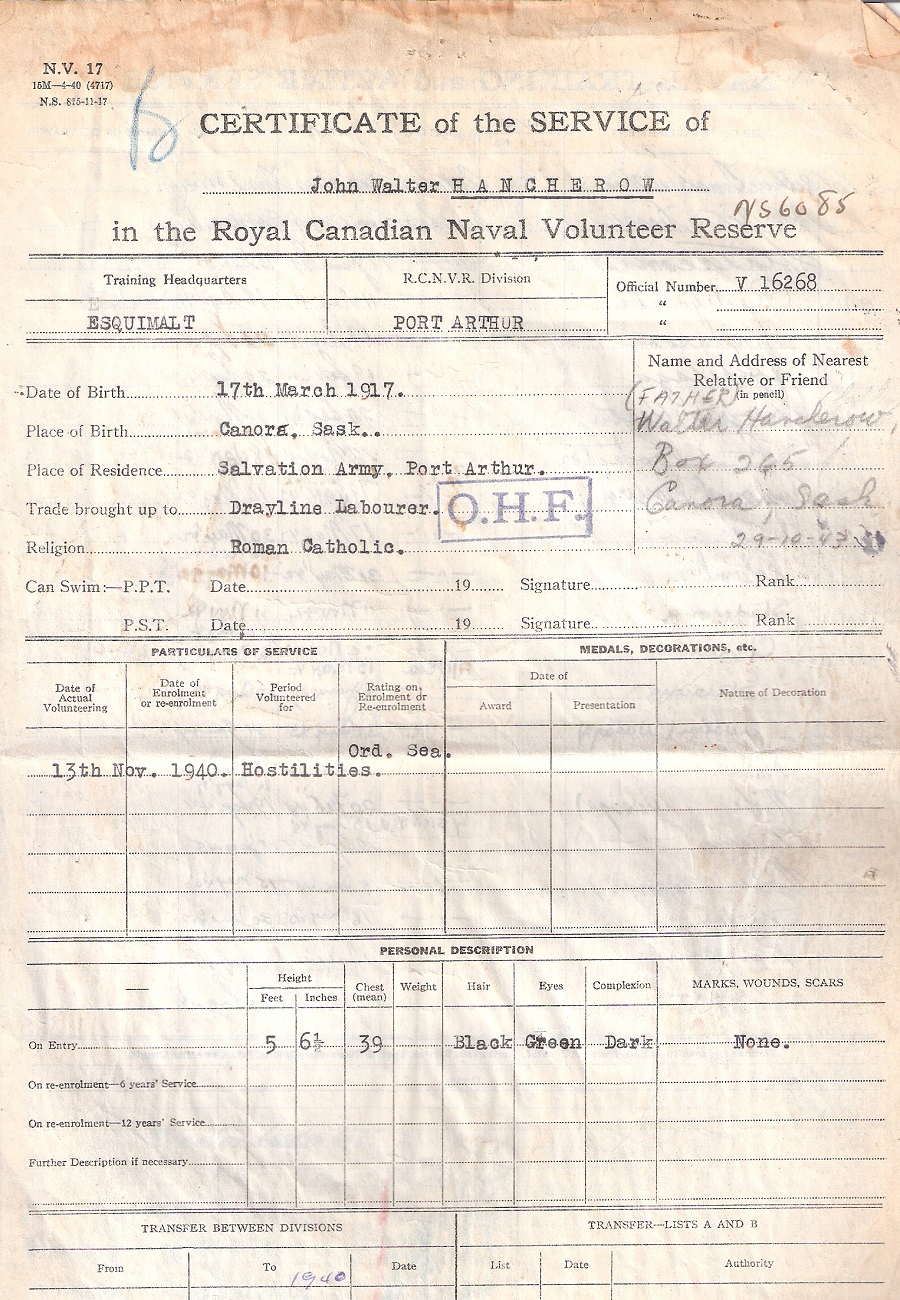 N.V. 17
15M—4-40 (4717)
N.S. 815-11-17
CERTIFICATE of the SERVICE of
John Walter HANCHEROW
NS6085
in the Royal Canadian Naval Volunteer Reserve
Training Headquarters R.C.N.V.R. Division Official Number V 16268
“
ESQUIMALT PORT ARTHUR “
Name and Address of Nearest
Relative or Friend
(in pencil)
(FATHER)
Walter Hancherow,
Box 265
Canora, Sask
29-10-43
Date of Birth 17th March 1917.
Place of Birth Canora, Sask..
Place of Residence Salvation Army, Port Arthur.
Trade brought up to Drayline Labourer.
O.H.F.
Religion Roman Catholic.
Can Swim:—P.P.T. Date 19 Signature Rank
P.S.T. Date 19 Signature Rank
PARTICULARS OF SERVICE MEDALS, DECORATIONS, etc.
Date of Actual Volunteering Date of Enrolment or re-enrolment Period Volunteered for Rating on Enrolment or Re-enrolment Date of Nature of Decoration
Award Presentation
Ord. Sea.
13th Nov. 1940. Hostilities.
PERSONAL DESCRIPTION
Height Chest (mean) Weight Hair Eyes Complexion MARKS, WOUNDS, SCARS
Feet Inches
On Entry 5 6½ 39 Black Green Dark None.
On re-enrolment—6 years' Service
On re-enrolment—12 years' Service
Further Description if necessary
TRANSFER BETWEEN DIVISIONS TRANSFER—LISTS A AND B
From To Date List Date Authority
1940